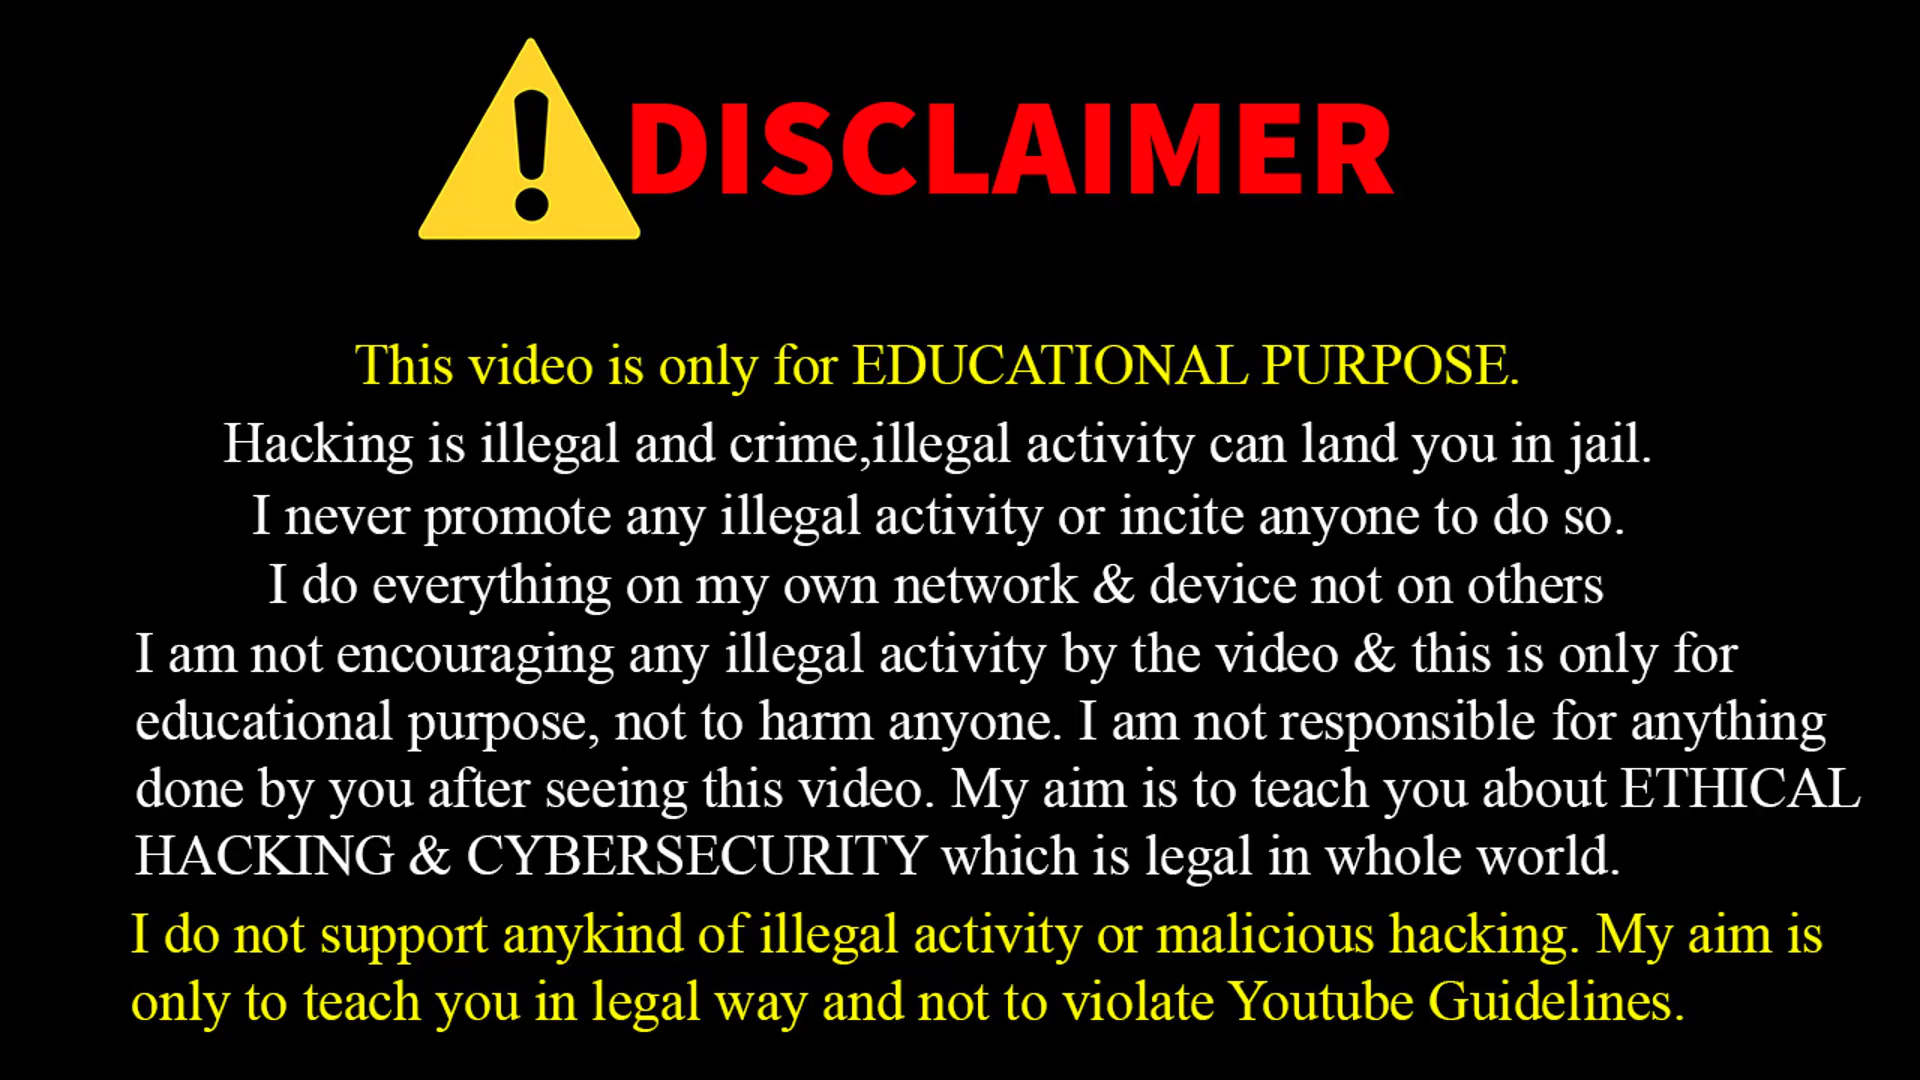 DISCLAIMER
This video is only for EDUCATIONAL PURPOSE.
Hacking is illegal and crime,illegal activity can land you in jail.
I never promote any illegal activity or incite anyone to do so.
I do everything on my own network & device not on others
I am not encouraging any illegal activity by the video & this is only for
educational purpose, not to harm anyone. I am not responsible for anything
done by you after seeing this video. My aim is to teach you about ETHICAL
HACKING & CYBERSECURITY which is legal in whole world.
I do not support anykind of illegal activity or malicious hacking. My aim is
only to teach you in legal way and not to violate Youtube Guidelines.